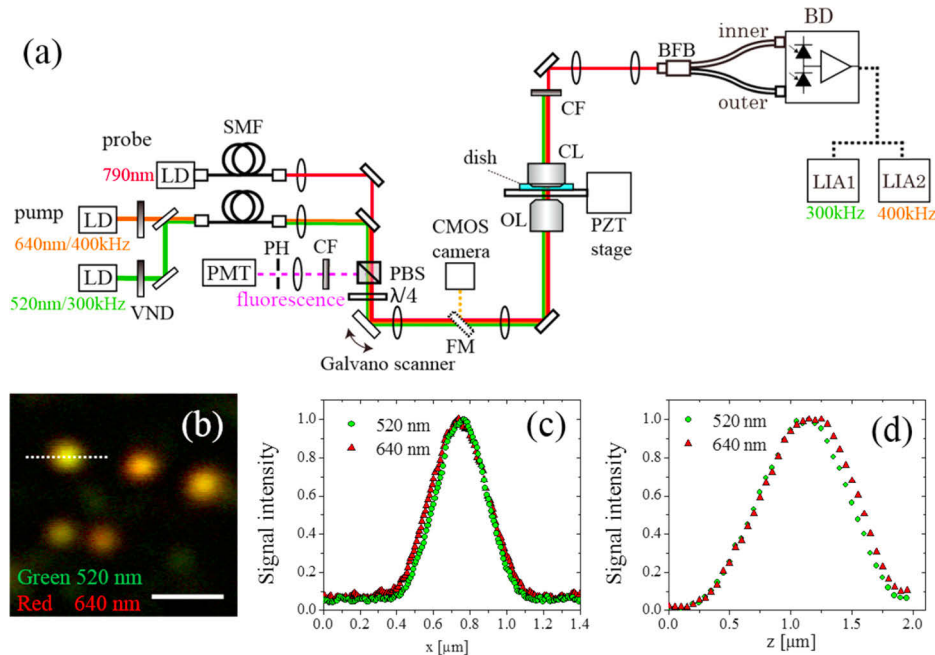 (a)
probe
790nm
LD
SMF
pump
LD
640nm/400kHz
LD
520nm/300kHz
VND
PMT
PH
CF
fluorescence
PBS
λ/4
Galvano scanner
CMOS
camera
FM
dish
CL
OL
PZT
stage
CF
BFB
inner
outer
BD
LIA1
300kHz
LIA2
400kHz
(b)
Green 520 nm
Red 640 nm
(c)
520 nm
640 nm
Signal intensity
1.0
0.8
0.6
0.4
0.2
0.0
0.0 0.2 0.4 0.6 0.8 1.0 1.2 1.4
x [μm]
(d)
520 nm
640 nm
Signal intensity
1.0
0.8
0.6
0.4
0.2
0.0
0.0 0.5 1.0 1.5 2.0
z [μm]